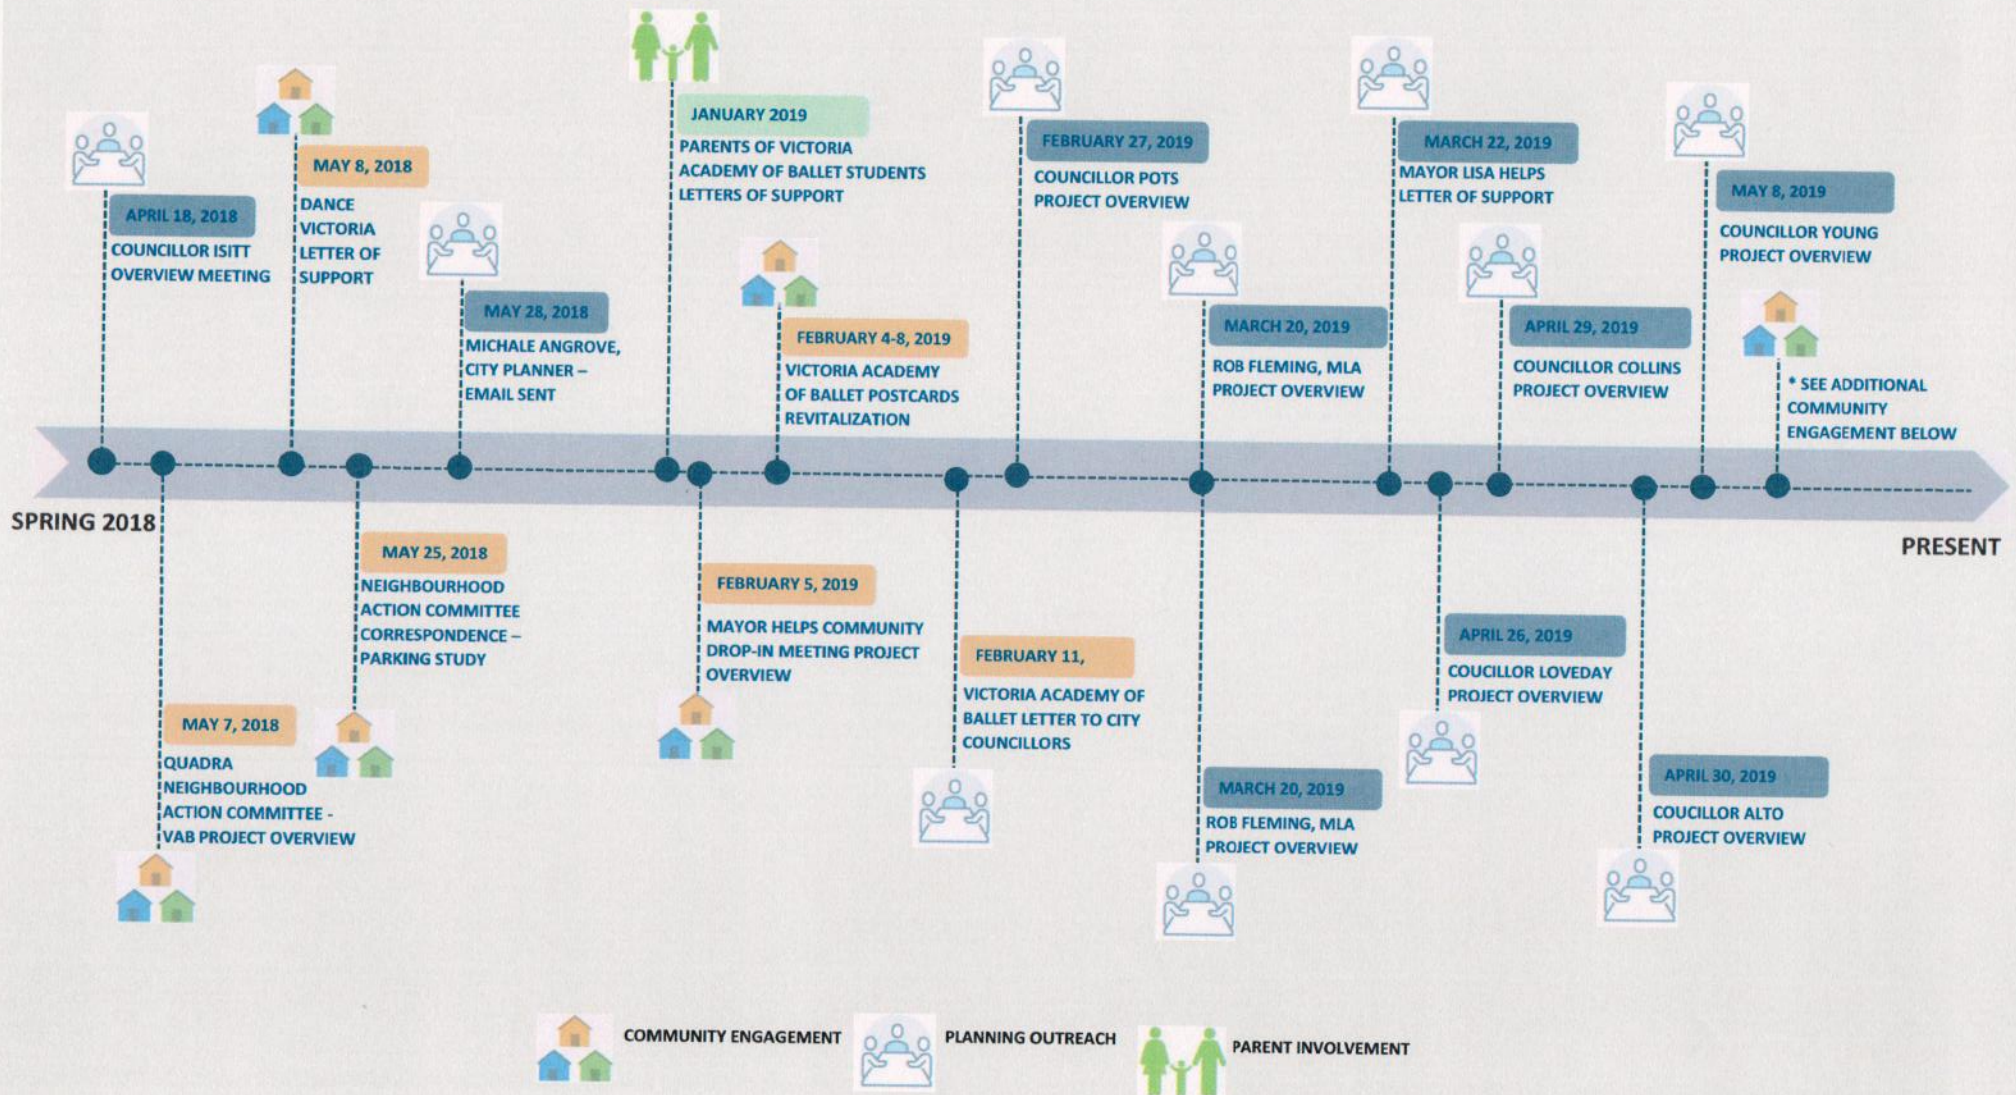 APRIL 18, 2018
COUNCILLOR ISITT
OVERVIEW MEETING
MAY 8, 2018
DANCE
VICTORIA
LETTER OF
SUPPORT
MAY 28, 2018
MICHALE ANGROVE,
CITY PLANNER –
EMAIL SENT
JANUARY 2019
PARENTS OF VICTORIA
ACADEMY OF BALLET STUDENTS
LETTERS OF SUPPORT
FEBRUARY 4-8, 2019
VICTORIA ACADEMY
OF BALLET POSTCARDS
REVITALIZATION
FEBRUARY 27, 2019
COUNCILLOR POTS
PROJECT OVERVIEW
MARCH 20, 2019
ROB FLEMING, MLA
PROJECT OVERVIEW
MARCH 22, 2019
MAYOR LISA HELPS
LETTER OF SUPPORT
APRIL 29, 2019
COUNCILLOR COLLINS
PROJECT OVERVIEW
MAY 8, 2019
COUNCILLOR YOUNG
PROJECT OVERVIEW
* SEE ADDITIONAL
COMMUNITY
ENGAGEMENT BELOW
SPRING 2018
PRESENT
MAY 7, 2018
QUADRA
NEIGHBOURHOOD
ACTION COMMITTEE -
VAB PROJECT OVERVIEW
MAY 25, 2018
NEIGHBOURHOOD
ACTION COMMITTEE
CORRESPONDENCE –
PARKING STUDY
FEBRUARY 5, 2019
MAYOR HELPS COMMUNITY
DROP-IN MEETING PROJECT
OVERVIEW
FEBRUARY 11,
VICTORIA ACADEMY OF
BALLET LETTER TO CITY
COUNCILLORS
MARCH 20, 2019
ROB FLEMING, MLA
PROJECT OVERVIEW
APRIL 26, 2019
COUCILLOR LOVEDAY
PROJECT OVERVIEW
APRIL 30, 2019
COUCILLOR ALTO
PROJECT OVERVIEW
COMMUNITY ENGAGEMENT
PLANNING OUTREACH
PARENT INVOLVEMENT